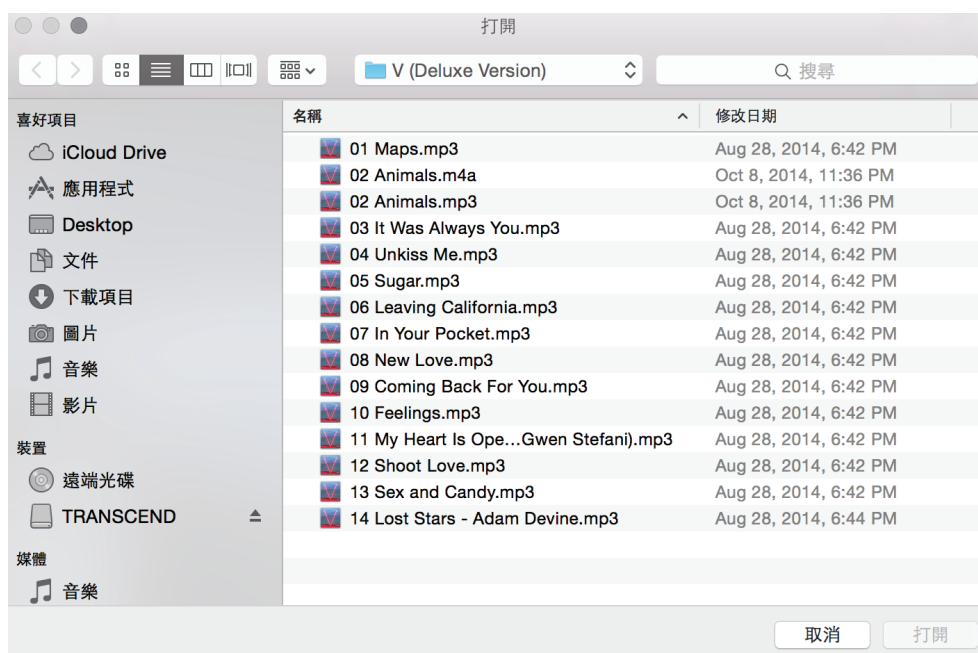 打開
V (Deluxe Version)
搜尋
喜好項目
iCloud Drive
應用程式
Desktop
文件
下載項目
圖片
音樂
影片
裝置
遠端光碟
TRANSCEND
媒體
音樂
名稱 修改日期
01 Maps.mp3 Aug 28, 2014, 6:42 PM
02 Animals.m4a Oct 8, 2014, 11:36 PM
02 Animals.mp3 Oct 8, 2014, 11:36 PM
03 It Was Always You.mp3 Aug 28, 2014, 6:42 PM
04 Unkiss Me.mp3 Aug 28, 2014, 6:42 PM
05 Sugar.mp3 Aug 28, 2014, 6:42 PM
06 Leaving California.mp3 Aug 28, 2014, 6:42 PM
07 In Your Pocket.mp3 Aug 28, 2014, 6:42 PM
08 New Love.mp3 Aug 28, 2014, 6:42 PM
09 Coming Back For You.mp3 Aug 28, 2014, 6:42 PM
10 Feelings.mp3 Aug 28, 2014, 6:42 PM
11 My Heart Is Ope...Gwen Stefani).mp3 Aug 28, 2014, 6:42 PM
12 Shoot Love.mp3 Aug 28, 2014, 6:42 PM
13 Sex and Candy.mp3 Aug 28, 2014, 6:42 PM
14 Lost Stars - Adam Devine.mp3 Aug 28, 2014, 6:44 PM
取消 打開